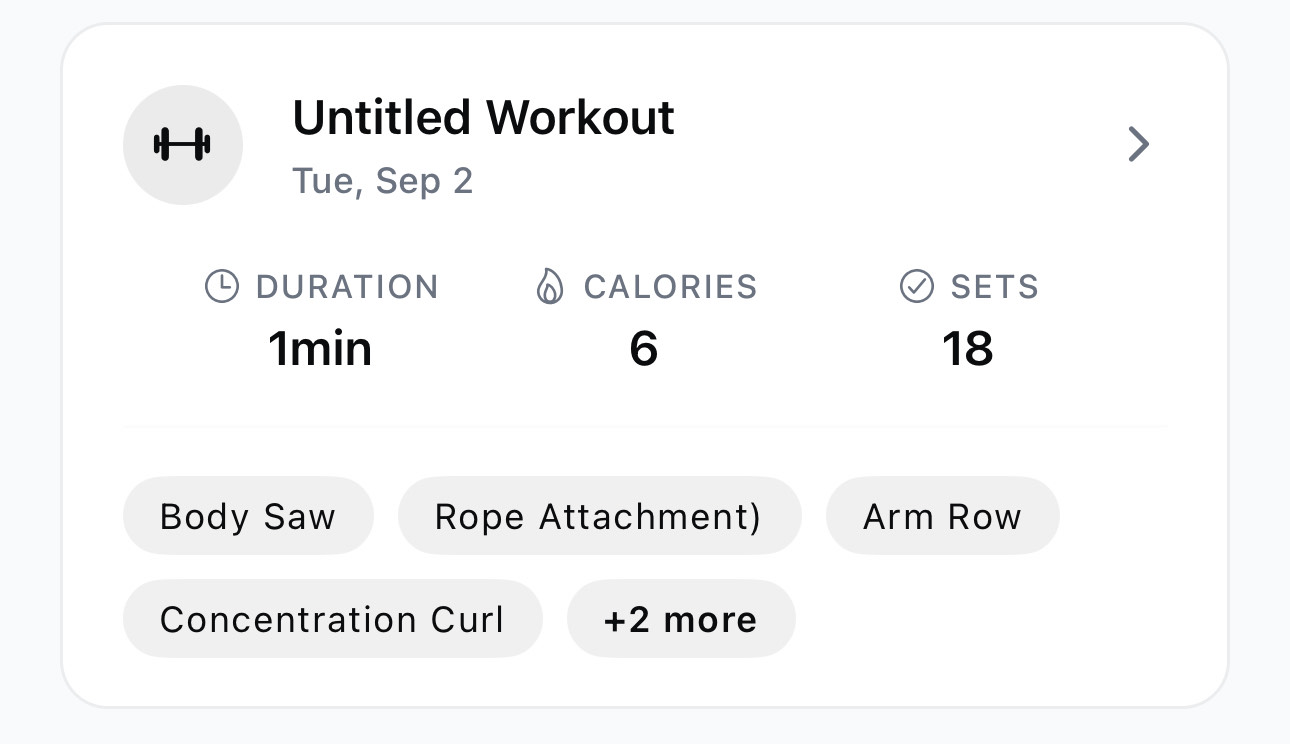 Untitled Workout
Tue, Sep 2
DURATION CALORIES SETS
1min 6 18
Body Saw Rope Attachment) Arm Row
Concentration Curl +2 more